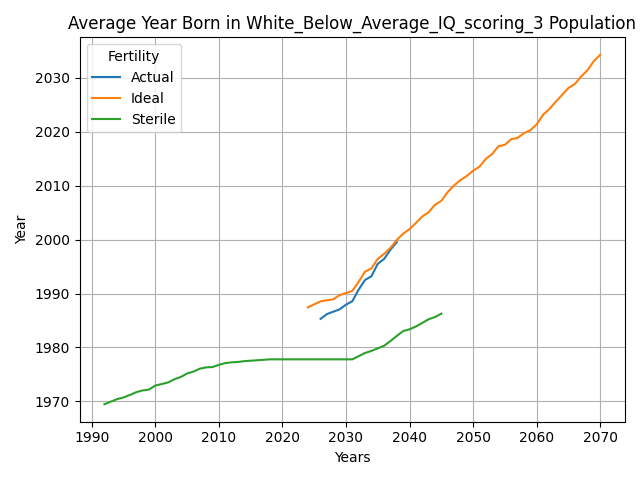 Average Year Born in White_Below_Average_IQ_scoring_3 Population
Fertility
Actual
Ideal
Sterile
Year
2030
2020
2010
2000
1990
1980
1970
1990 2000 2010 2020 2030 2040 2050 2060 2070
Years